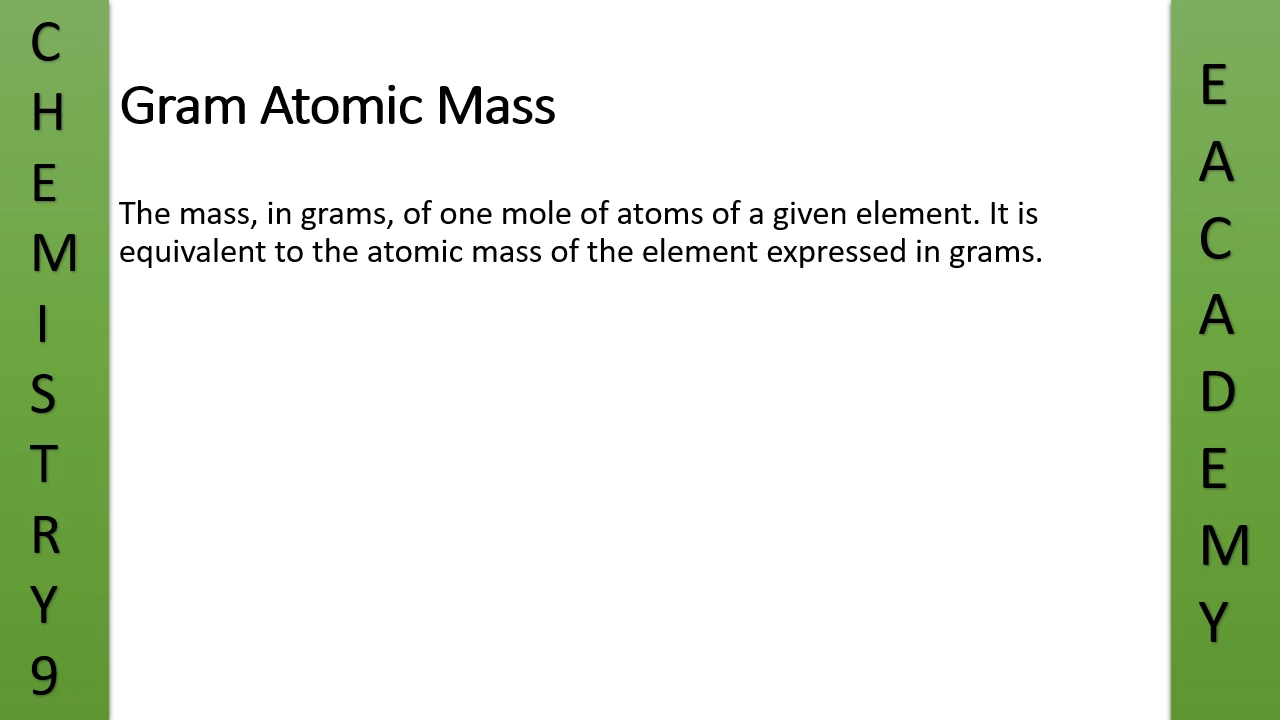 C
H
E
M
I
S
T
R
Y
9
Gram Atomic Mass
The mass, in grams, of one mole of atoms of a given element. It is
equivalent to the atomic mass of the element expressed in grams.
E
A
C
A
D
E
M
Y